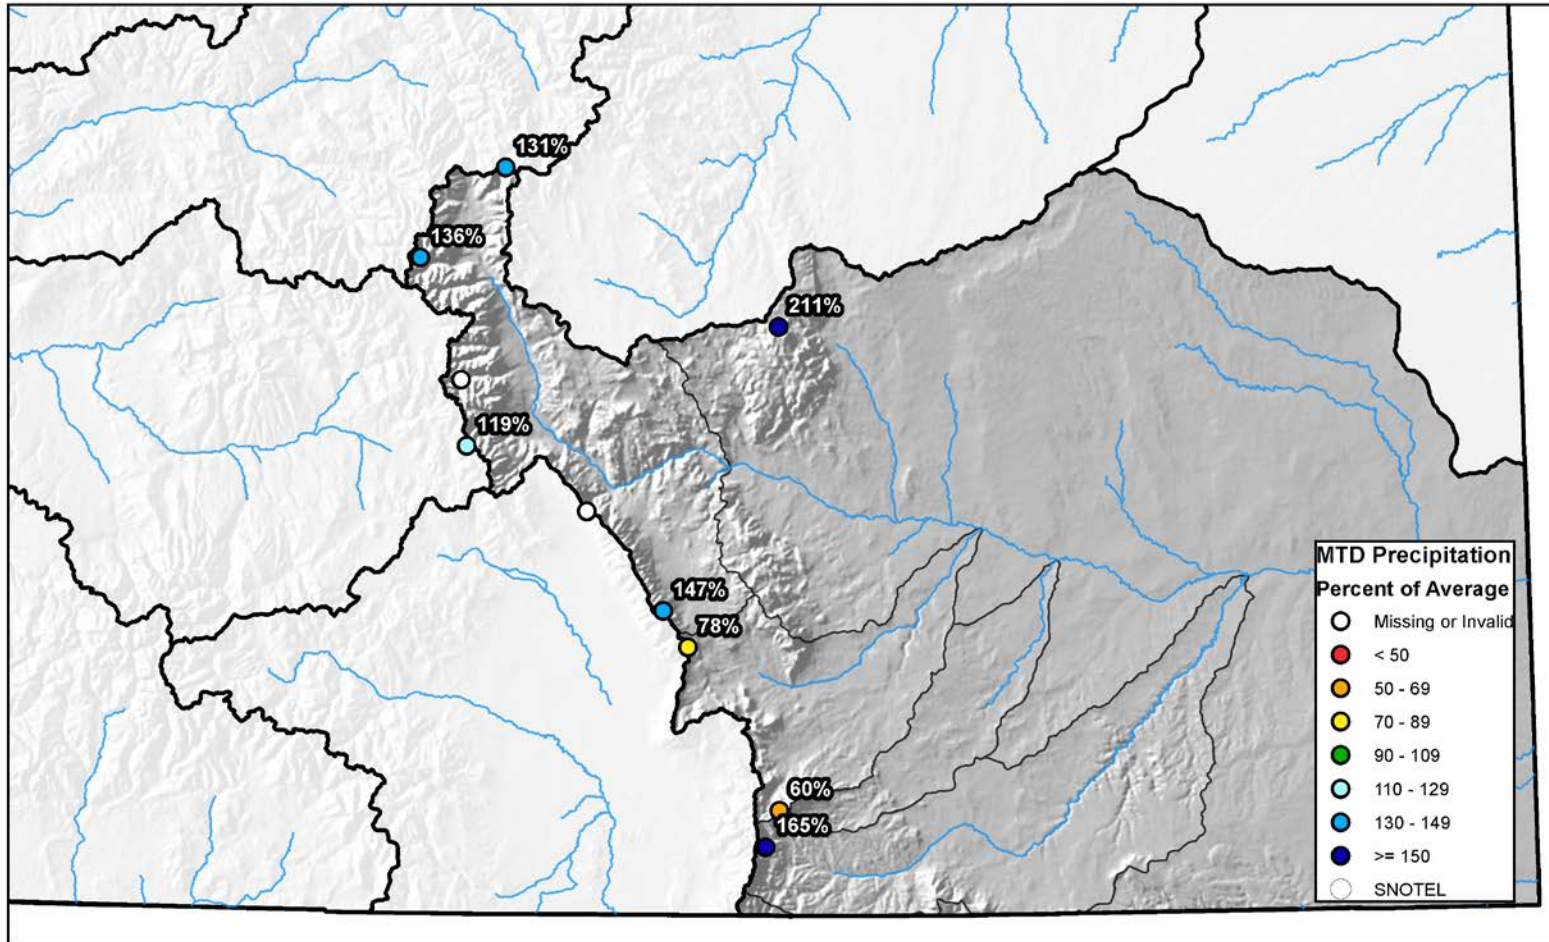 131%
136%
211%
119%
147%
78%
60%
165%
MTD Precipitation
Percent of Average
Missing or Invalid
< 50
50 - 69
70 - 89
90 - 109
110 - 129
130 - 149
>= 150
SNOTEL